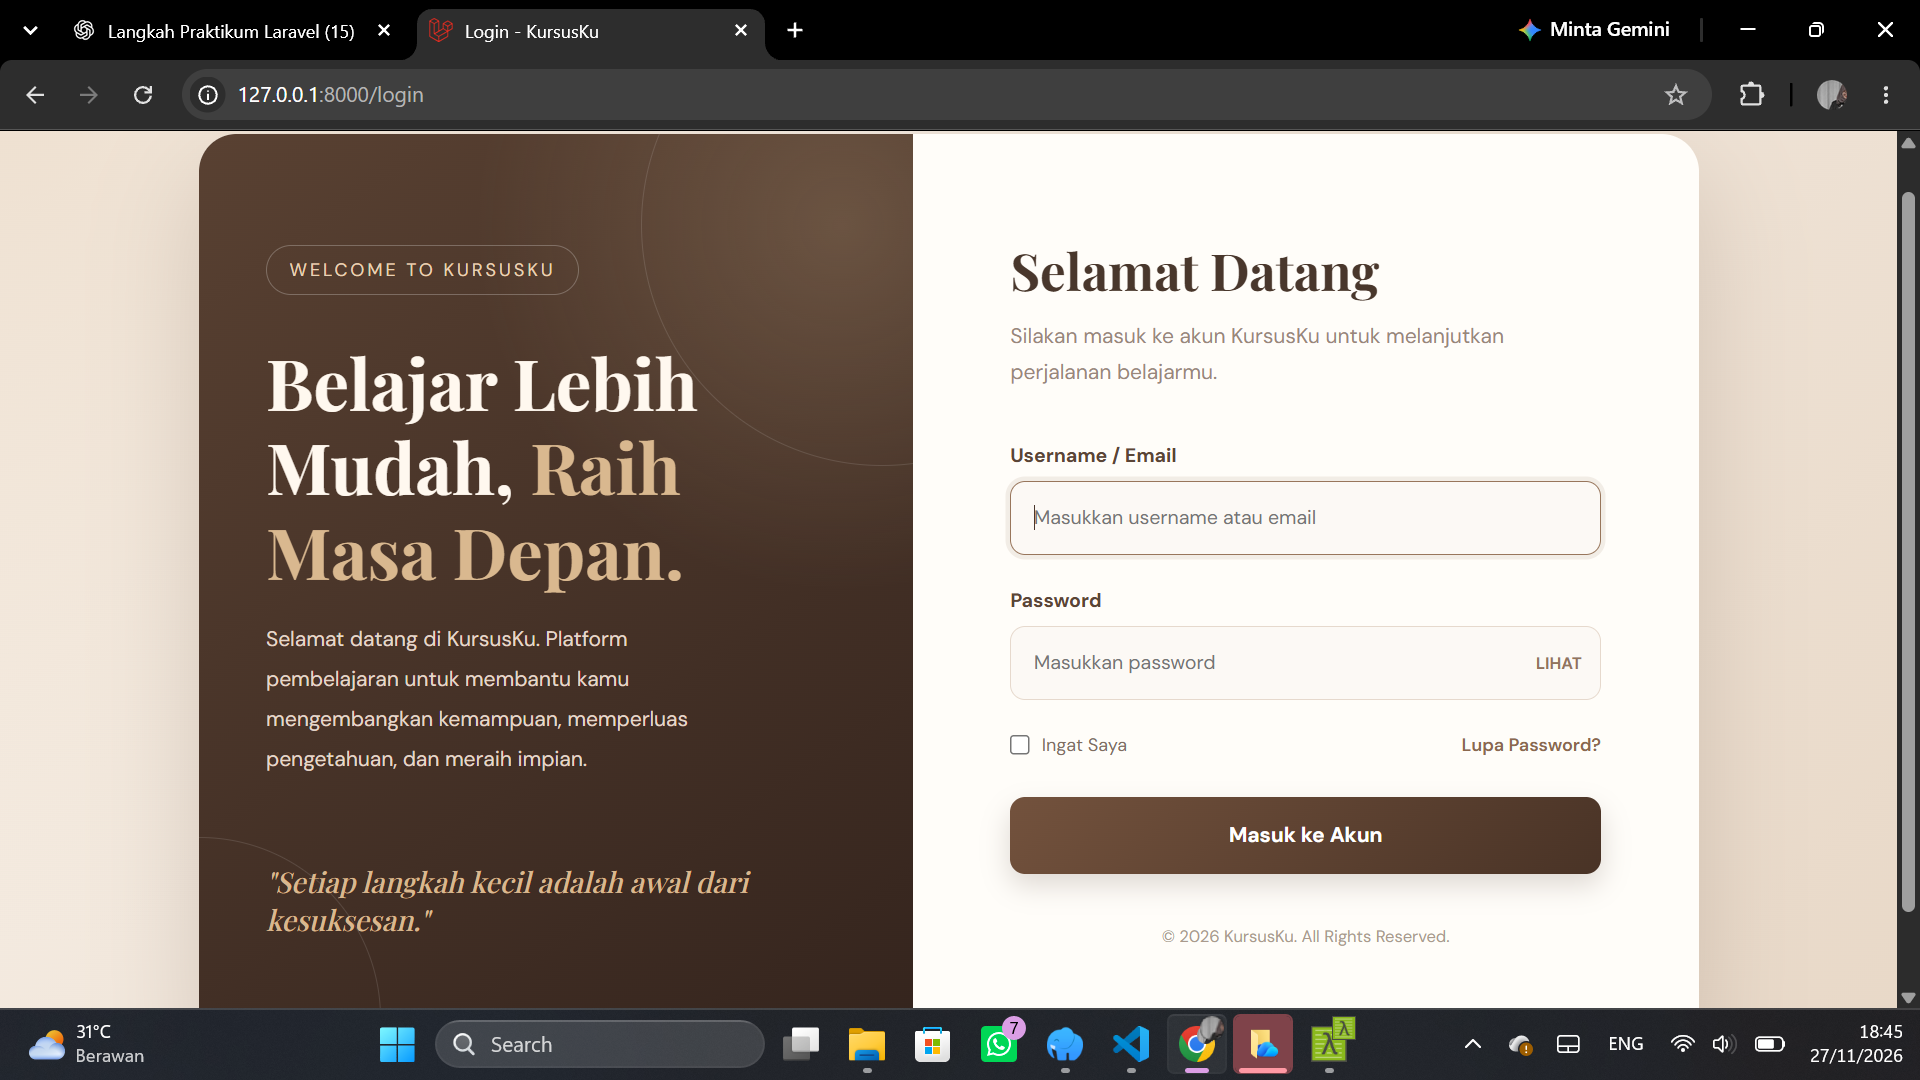 Langkah Praktikum Laravel (15)
Login - KursusKu
Minta Gemini
127.0.0.1:8000/login
WELCOME TO KURSUSKU
Belajar Lebih
Mudah, Raih
Masa Depan.
Selamat datang di KursusKu. Platform
pembelajaran untuk membantu kamu
mengembangkan kemampuan, memperluas
pengetahuan, dan meraih impian.
"Setiap langkah kecil adalah awal dari
kesuksesan."
Selamat Datang
Silakan masuk ke akun KursusKu untuk melanjutkan
perjalanan belajarmu.
Username / Email
Masukkan username atau email
Password
Masukkan password
LIHAT
Ingat Saya
Lupa Password?
Masuk ke Akun
© 2026 KursusKu. All Rights Reserved.
31°C
Berawan
Search
7
ENG
18:45
27/11/2026